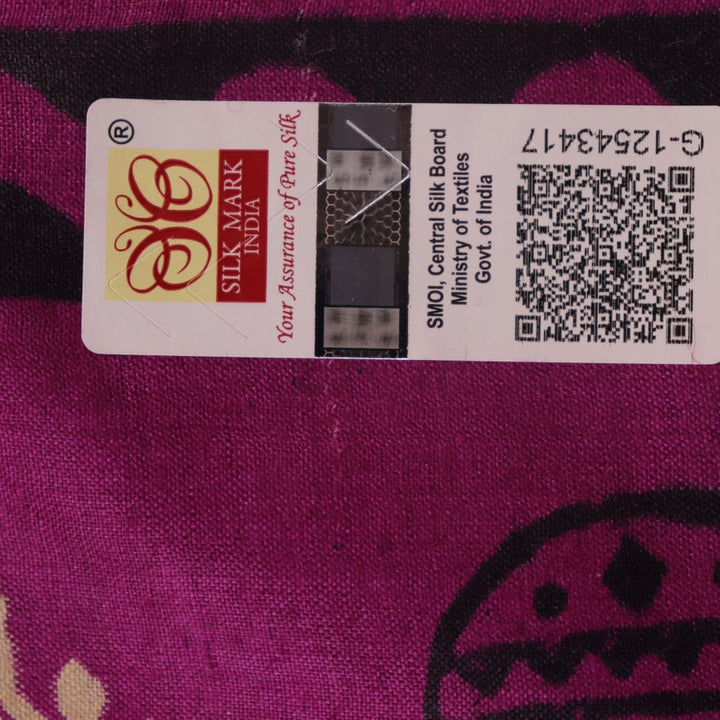 ®
SILK MARK
INDIA
Your Assurance of Pure Silk
SMOI, Central Silk Board
Ministry of Textiles
Govt. of India
G-12543417